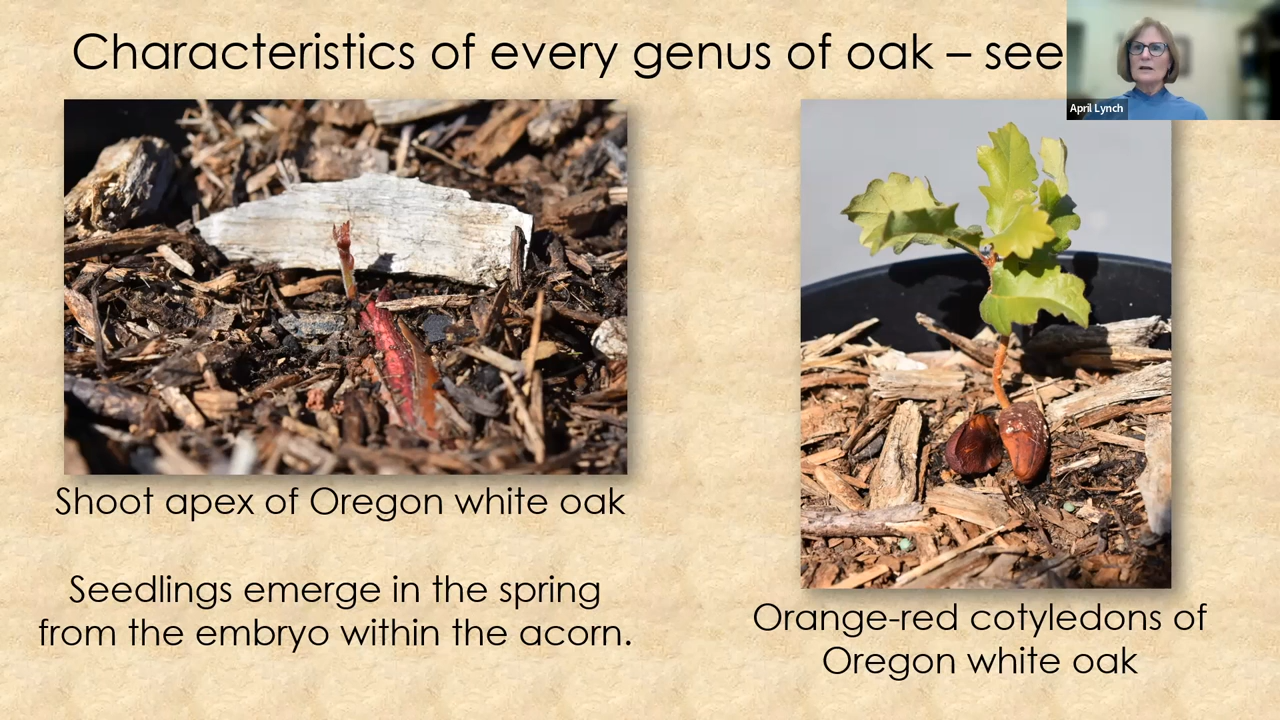 Characteristics of every genus of oak – see
April Lynch
Shoot apex of Oregon white oak
Seedlings emerge in the spring
from the embryo within the acorn.
Orange-red cotyledons of
Oregon white oak